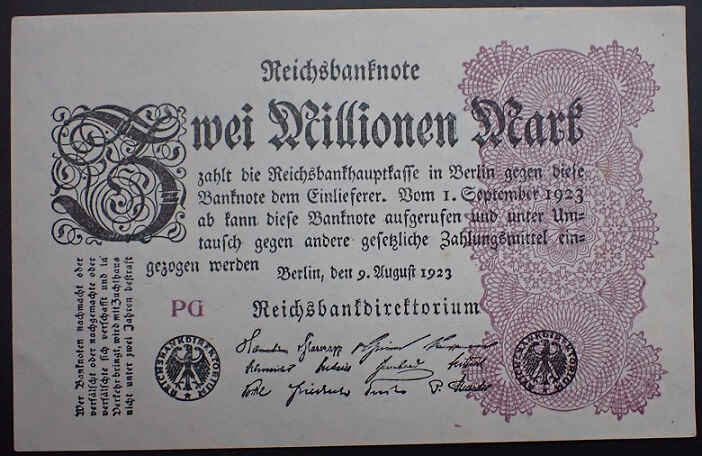 Reichsbanknote
Zwei Millionen Mark
zahlt die Reichsbankhauptkasse in Berlin gegen diese
Banknote dem Einlieferer. Vom 1. September 1923
ab kann diese Banknote aufgerufen und unter Um-
tausch gegen andere gesetzliche Zahlungsmittel ein-
gezogen werden
Berlin, den 9. August 1923
PG
Reichsbankdirektorium
Wer Banknoten nachmacht oder
verfälscht oder nachgemachte oder
verfälschte sich verschafft und in
Verkehr bringt, wird mit Zuchthaus
nicht unter zwei Jahren bestraft
REICHSBANKDIREKTORIUM
REICHSBANKDIREKTORIUM